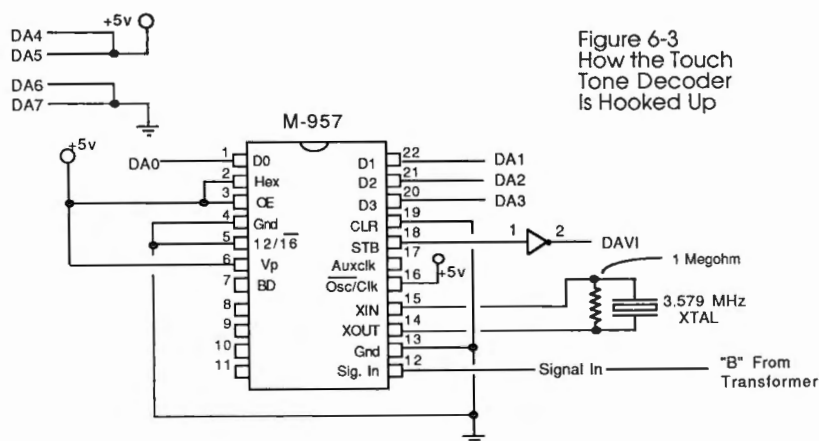 +5v
DA4
DA5
DA6
DA7
Figure 6-3
How the Touch
Tone Decoder
Is Hooked Up
M-957
+5v
DA0
1 D0
2 Hex
3 OE
4 Gnd
5 12/16
6 Vp
7 BD
8
9
10
11
D1 22 DA1
D2 21 DA2
D3 20 DA3
CLR 19
STB 18
1 2 DAVI
Auxclk 17
Osc/Clk 16
+5v
XIN 15
XOUT 14
Gnd 13
Sig. In 12
1 Megohm
3.579 MHz
XTAL
Signal In
"B" From
Transformer